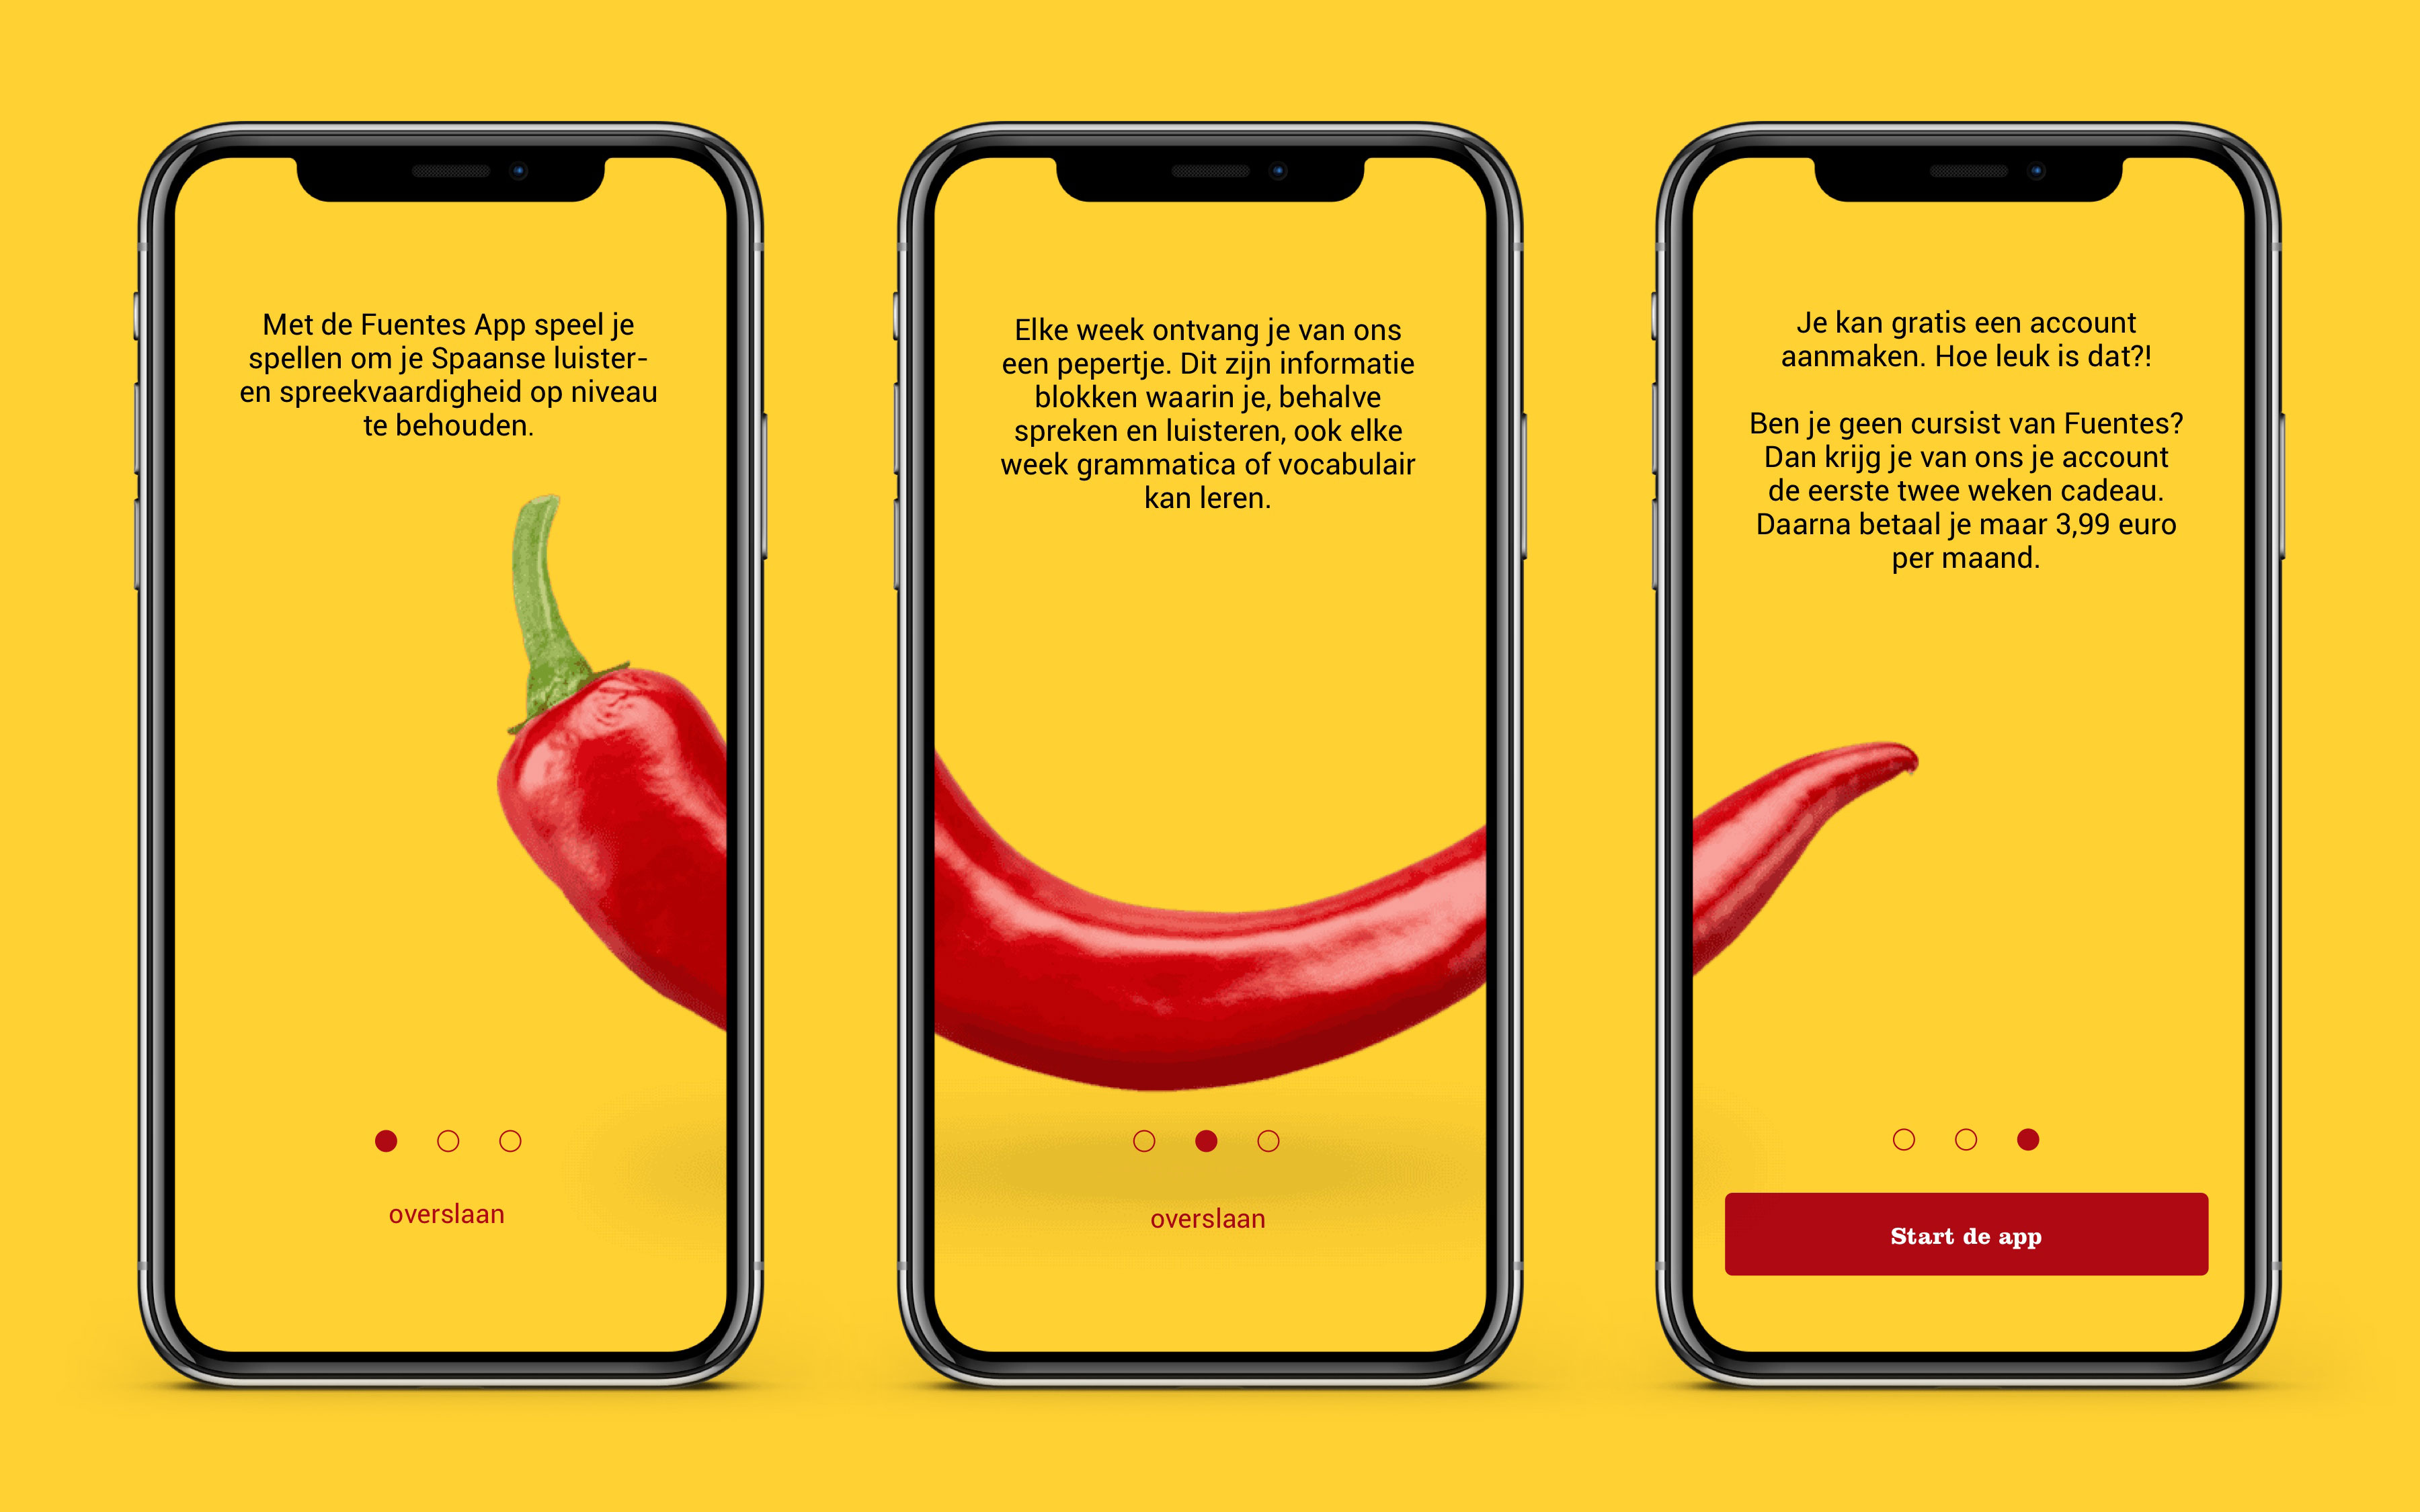 Met de Fuentes App speel je
spellen om je Spaanse luister-
en spreekvaardigheid op niveau
te behouden.
overslaan
Elke week ontvang je van ons
een pepertje. Dit zijn informatie
blokken waarin je, behalve
spreken en luisteren, ook elke
week grammatica of vocabulair
kan leren.
overslaan
Je kan gratis een account
aanmaken. Hoe leuk is dat?!
Ben je geen cursist van Fuentes?
Dan krijg je van ons je account
de eerste twee weken cadeau.
Daarna betaal je maar 3,99 euro
per maand.
Start de app